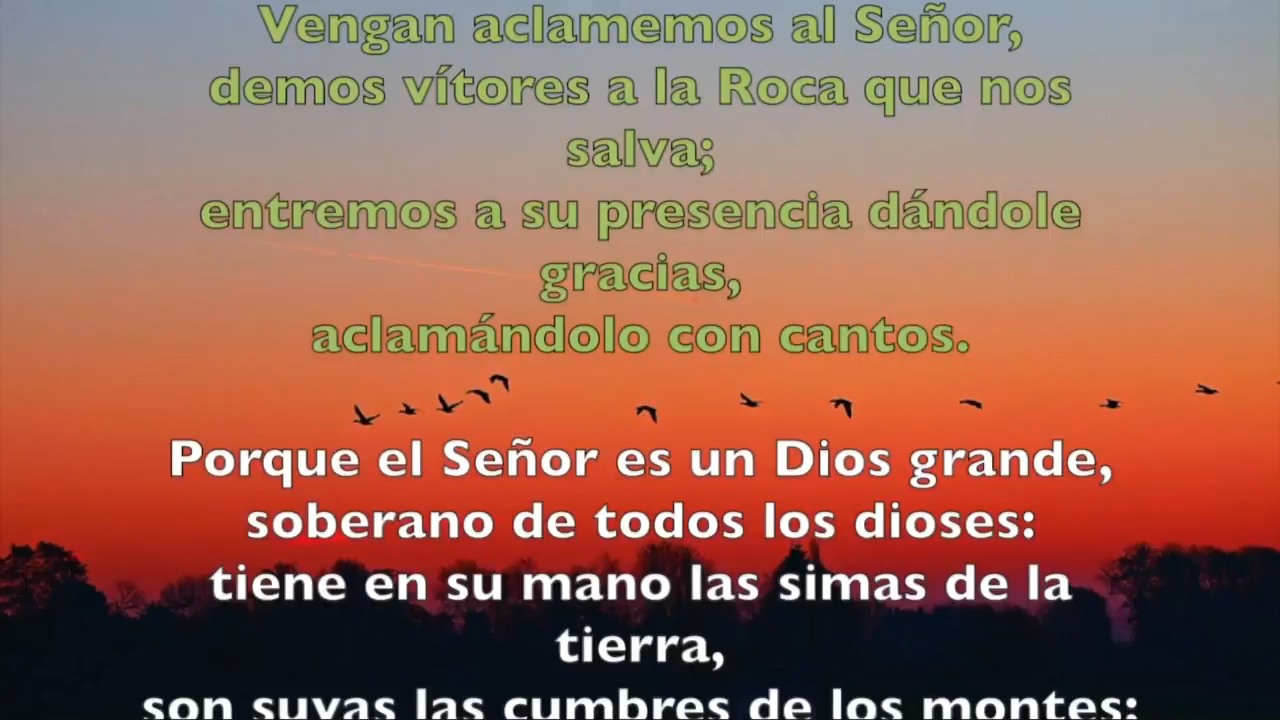 Vengan aclamemos al Señor,
demos vítores a la Roca que nos
salva;
entremos a su presencia dándole
gracias,
aclamándolo con cantos.
Porque el Señor es un Dios grande,
soberano de todos los dioses:
tiene en su mano las simas de la
tierra,
son suyas las cumbres de los montes;